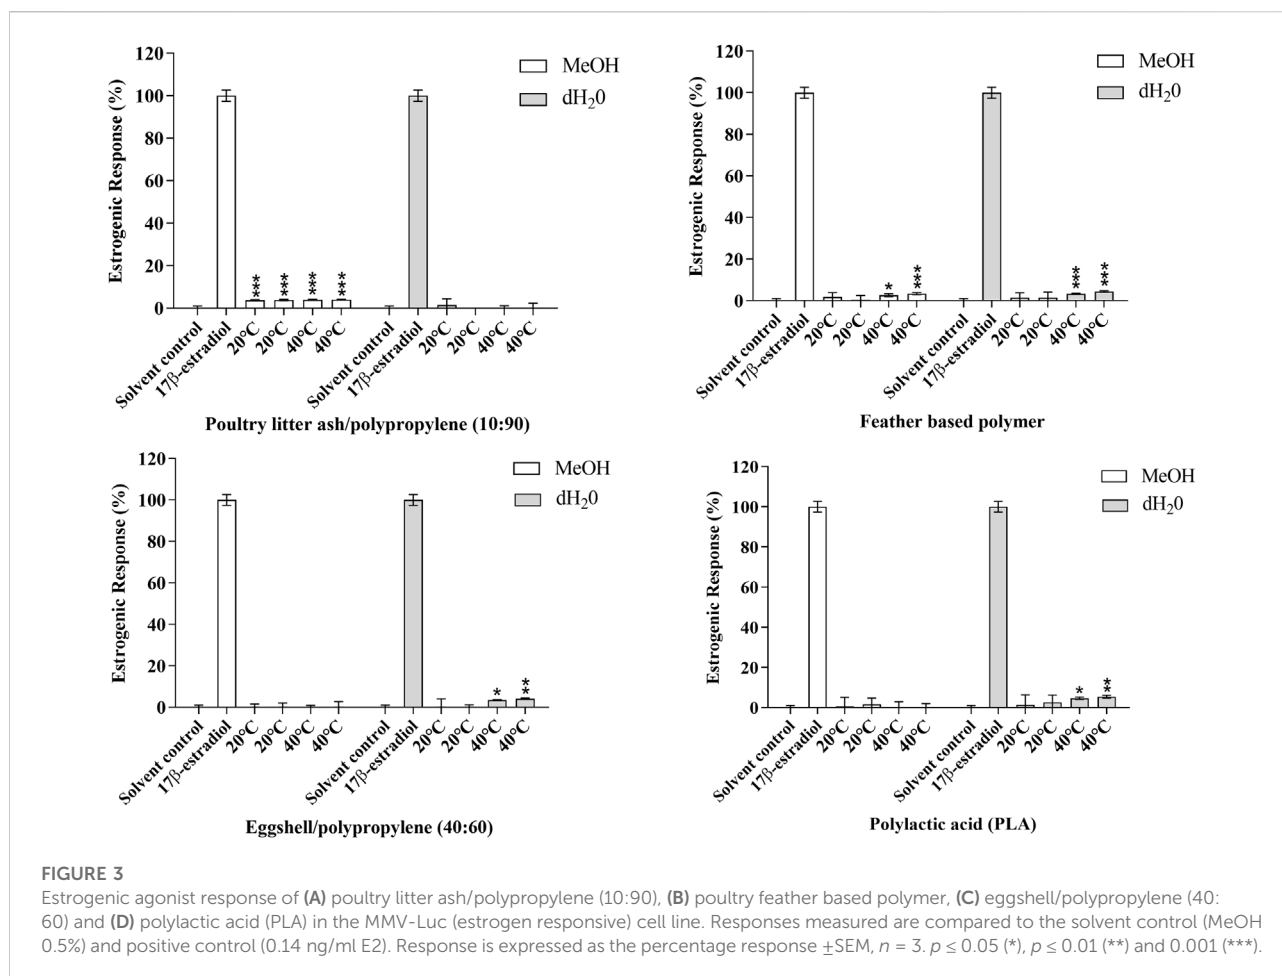 120
100
80
60
40
20
0
Estrogenic Response (%)
MeOH
dH₂0
***
***
***
***
Solvent control
17β-estradiol
20°C
20°C
40°C
40°C
Solvent control
17β-estradiol
20°C
20°C
40°C
40°C
Poultry litter ash/polypropylene (10:90)
120
100
80
60
40
20
0
Estrogenic Response (%)
MeOH
dH₂0
*
***
***
***
Solvent control
17β-estradiol
20°C
20°C
40°C
40°C
Solvent control
17β-estradiol
20°C
20°C
40°C
40°C
Feather based polymer
120
100
80
60
40
20
0
Estrogenic Response (%)
MeOH
dH₂0
*
**
Solvent control
17β-estradiol
20°C
20°C
40°C
40°C
Solvent control
17β-estradiol
20°C
20°C
40°C
40°C
Eggshell/polypropylene (40:60)
120
100
80
60
40
20
0
Estrogenic Response (%)
MeOH
dH₂0
*
**
Solvent control
17β-estradiol
20°C
20°C
40°C
40°C
Solvent control
17β-estradiol
20°C
20°C
40°C
40°C
Polylactic acid (PLA)
FIGURE 3
Estrogenic agonist response of (A) poultry litter ash/polypropylene (10:90), (B) poultry feather based polymer, (C) eggshell/polypropylene (40:
60) and (D) polylactic acid (PLA) in the MMV-Luc (estrogen responsive) cell line. Responses measured are compared to the solvent control (MeOH
0.5%) and positive control (0.14 ng/ml E2). Response is expressed as the percentage response ±SEM, n = 3. p ≤ 0.05 (*), p ≤ 0.01 (**) and 0.001 (***).